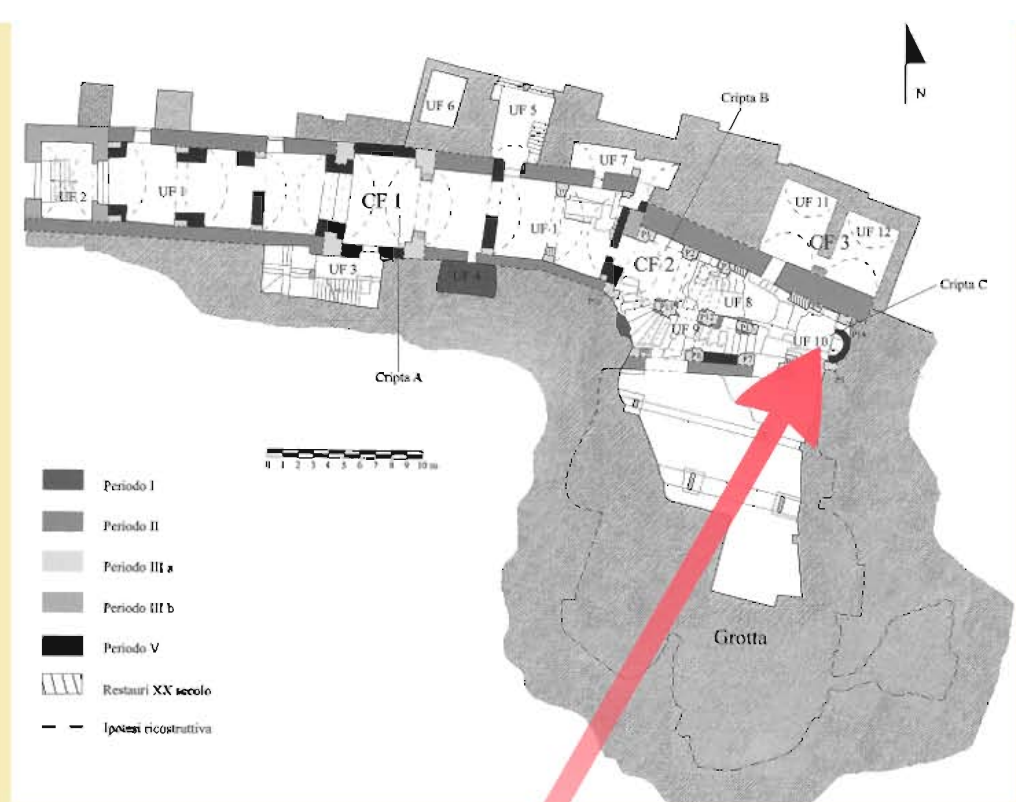 N
UF 6
UF 5
Cripta B
UF 7
UF 2
UF 1
CF 1
UF 1
UF 11
CF 3
UF 12
CF 2
UF 3
UF 4
UF 8
Cripta C
UF 9
UF 10
Cripta A
0 1 2 3 4 5 6 7 8 9 10 m
Periodo I
Periodo II
Periodo III a
Periodo III b
Periodo V
Restauri XX secolo
Ipotesi ricostruttiva
Grotta